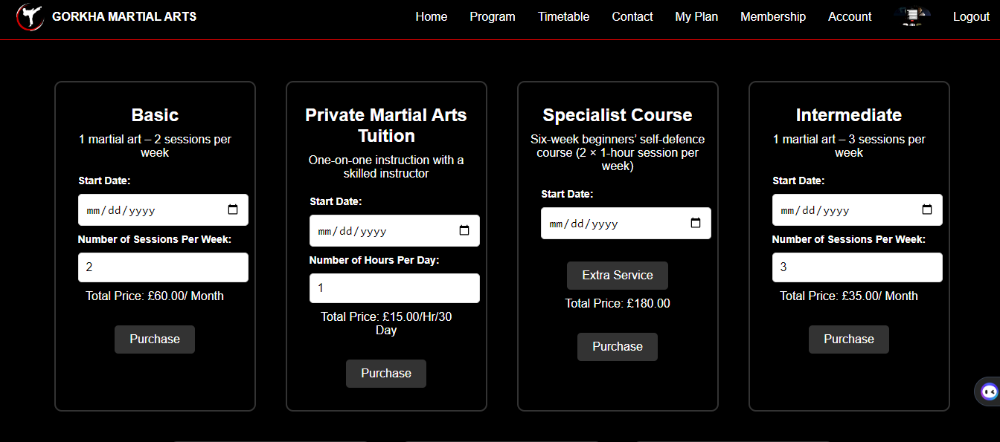 GORKHA MARTIAL ARTS
Home
Program
Timetable
Contact
My Plan
Membership
Account
Logout
Basic
1 martial art – 2 sessions per
week
Start Date:
mm/dd/yyyy
Number of Sessions Per Week:
2
Total Price: £60.00/ Month
Purchase
Private Martial Arts
Tuition
One-on-one instruction with a
skilled instructor
Start Date:
mm/dd/yyyy
Number of Hours Per Day:
1
Total Price: £15.00/Hr/30
Day
Purchase
Specialist Course
Six-week beginners' self-defence
course (2 × 1-hour session per
week)
Start Date:
mm/dd/yyyy
Extra Service
Total Price: £180.00
Purchase
Intermediate
1 martial art – 3 sessions per
week
Start Date:
mm/dd/yyyy
Number of Sessions Per Week:
3
Total Price: £35.00/ Month
Purchase